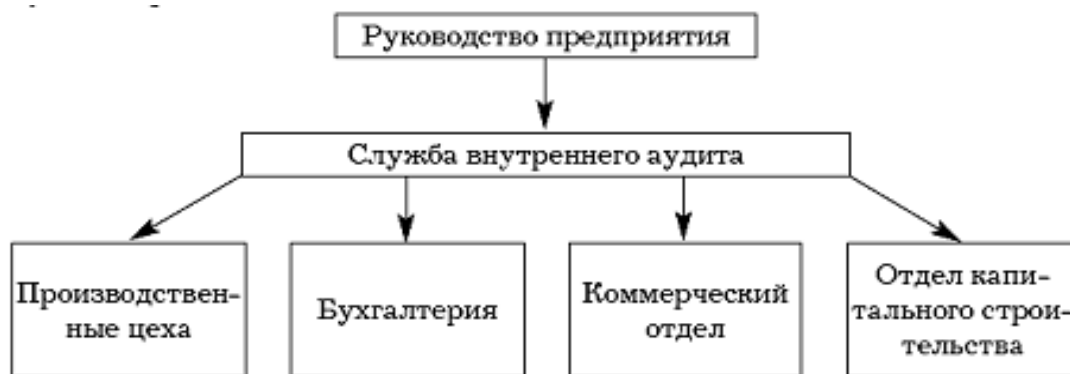 Руководство предприятия
Служба внутреннего аудита
Производствен-
ные цеха
Бухгалтерия
Коммерческий
отдел
Отдел капи-
тального строи-
тельства